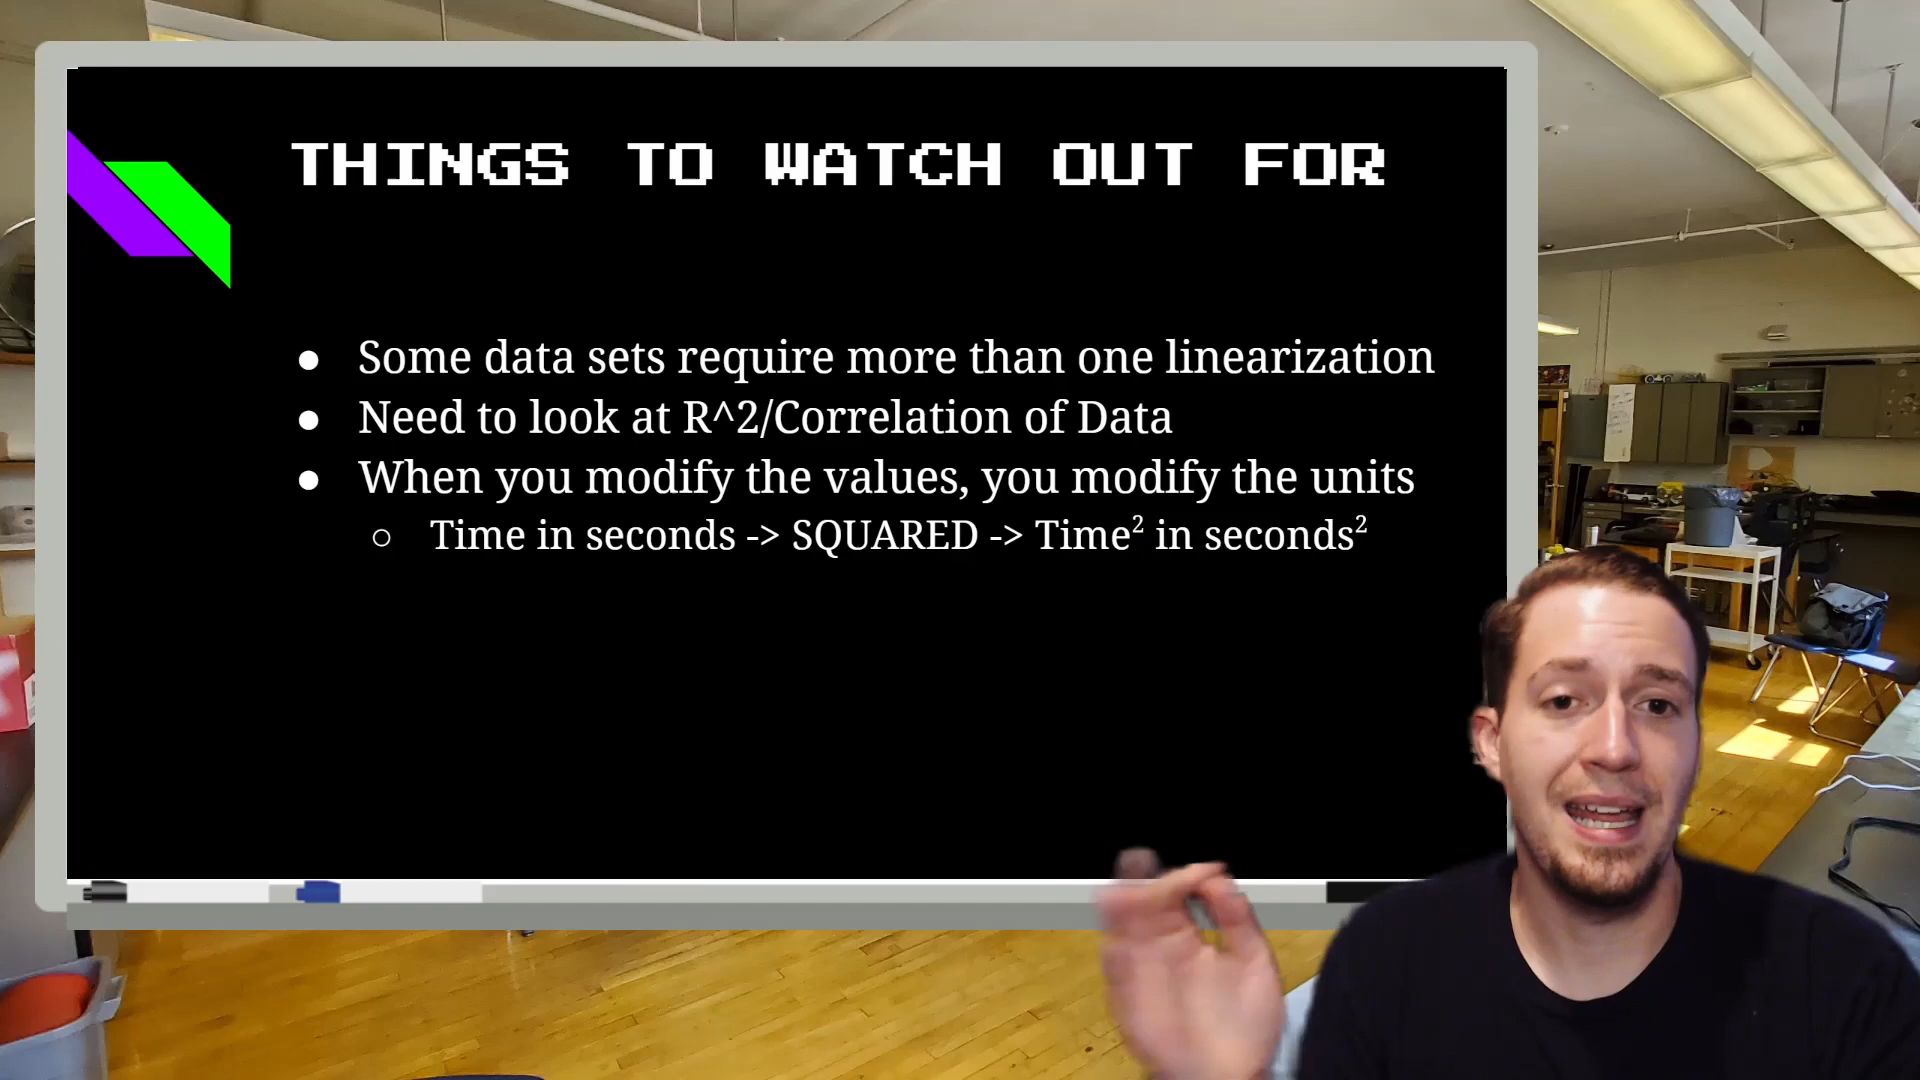 THINGS TO WATCH OUT FOR
● Some data sets require more than one linearization
● Need to look at R^2/Correlation of Data
● When you modify the values, you modify the units
○ Time in seconds -> SQUARED -> Time² in seconds²